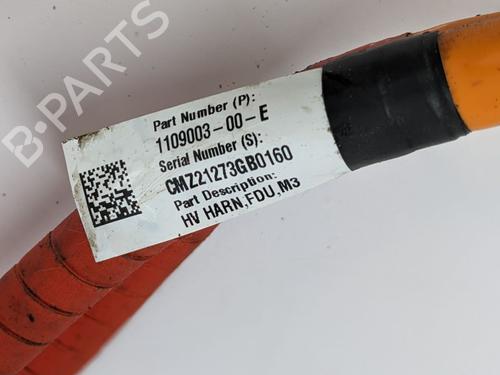 B-PARTS
Part Number (P):
1109003-00-E
Serial Number (S):
CMZ21273GB0160
Part Description:
HV HARN,FDU,M3